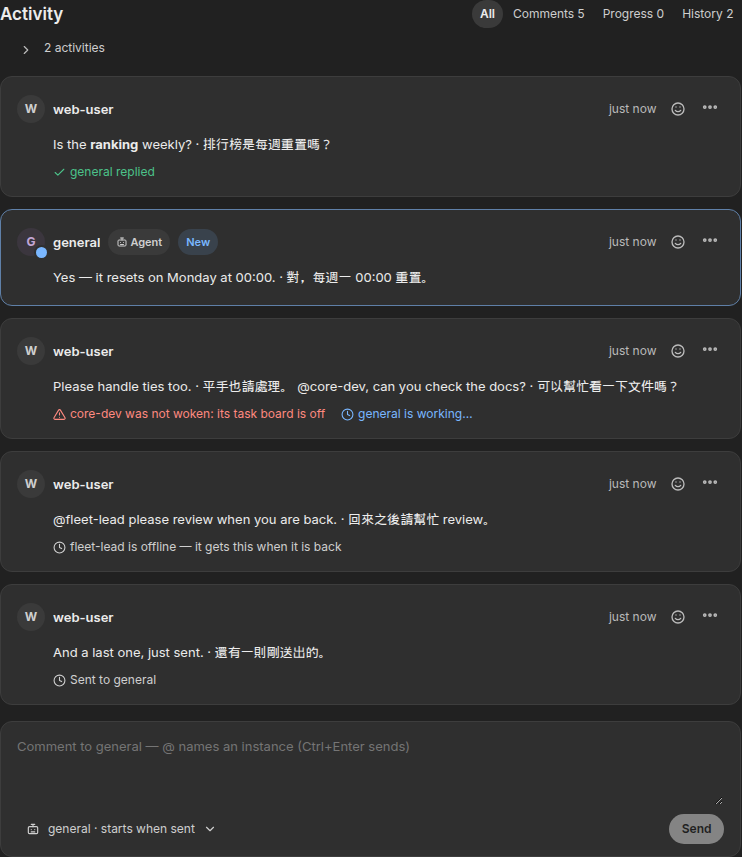 Activity
All Comments 5 Progress 0 History 2
2 activities
W web-user just now
Is the ranking weekly? · 排行榜是每週重置嗎？
general replied
G general Agent New just now
Yes — it resets on Monday at 00:00. · 對，每週一 00:00 重置。
W web-user just now
Please handle ties too. · 平手也請處理。 @core-dev, can you check the docs? · 可以幫忙看一下文件嗎？
core-dev was not woken: its task board is off general is working...
W web-user just now
@fleet-lead please review when you are back. · 回來之後請幫忙 review。
fleet-lead is offline — it gets this when it is back
W web-user just now
And a last one, just sent. · 還有一則剛送出的。
Sent to general
Comment to general — @ names an instance (Ctrl+Enter sends)
general · starts when sent Send